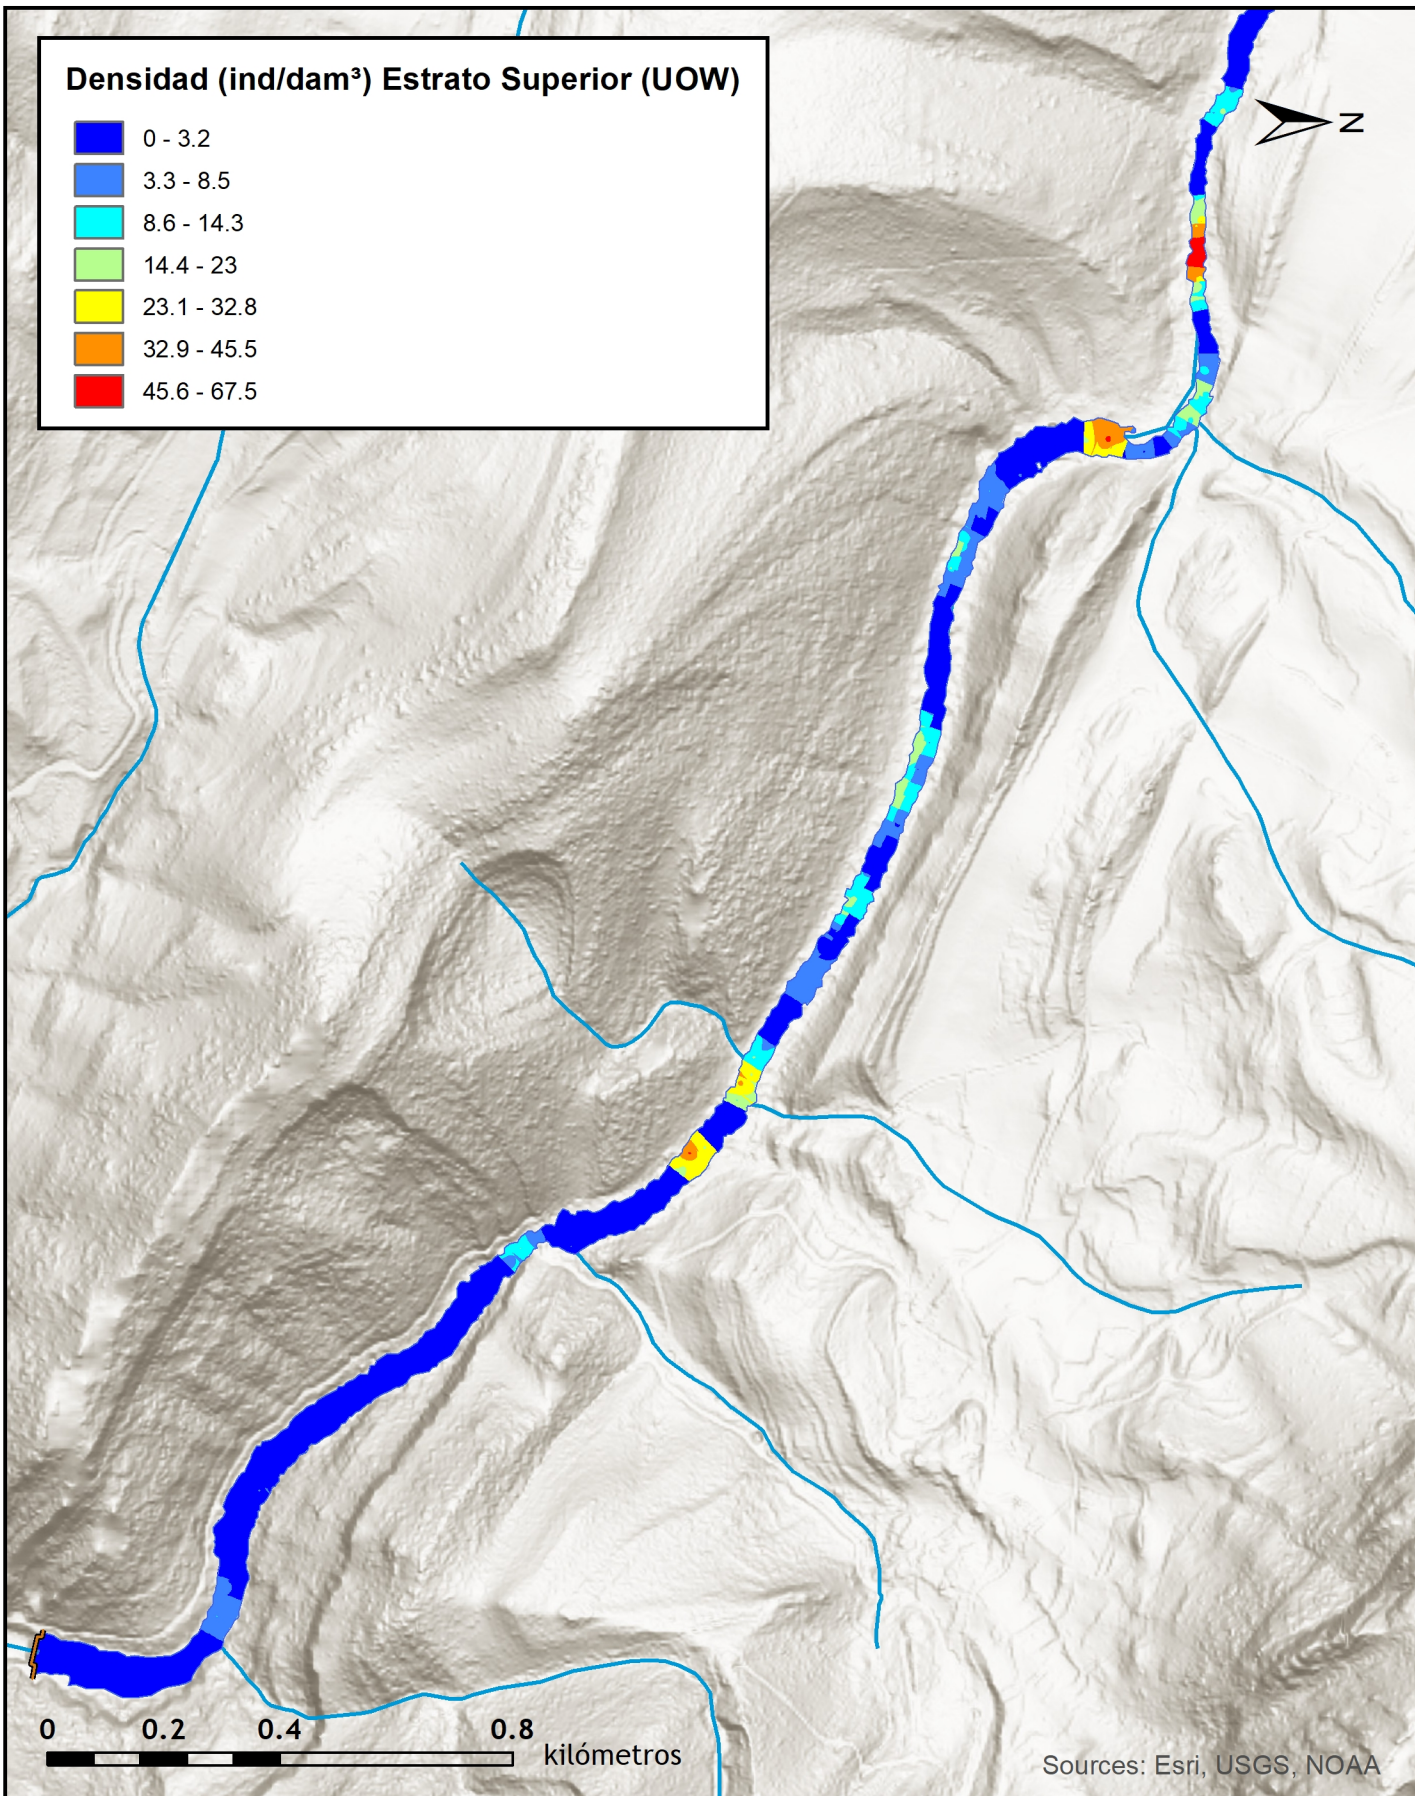 Densidad (ind/dam³) Estrato Superior (UOW)
0 - 3.2
3.3 - 8.5
8.6 - 14.3
14.4 - 23
23.1 - 32.8
32.9 - 45.5
45.6 - 67.5
N
0 0.2 0.4 0.8
kilómetros
Sources: Esri, USGS, NOAA